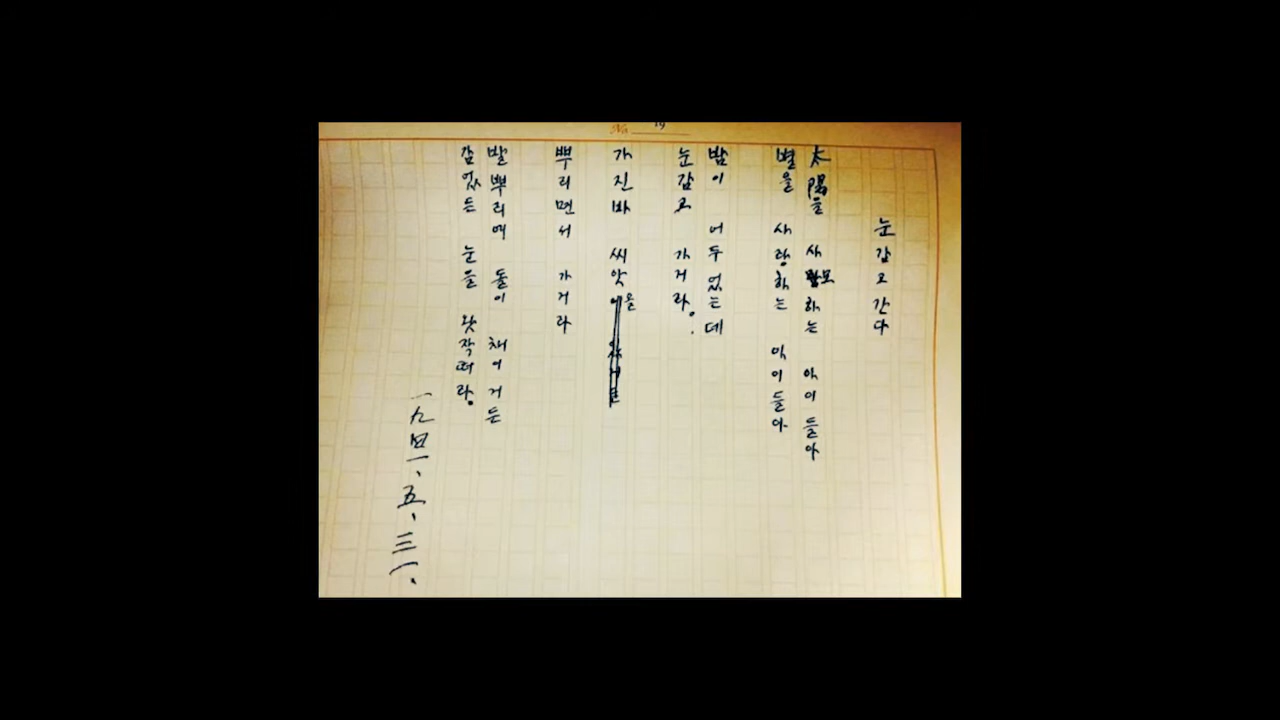 No. 19
눈감고간다
太陽을 사모하는 아이들아
별을 사랑하는 아이들아
밤이 어두었는데
눈감고 가거라.
가진바 씨앗을
뿌리면서 가거라
발뿌리에 돌이 채이거든
감었든 눈을 왓작떠라.
一九四一、五、三一、